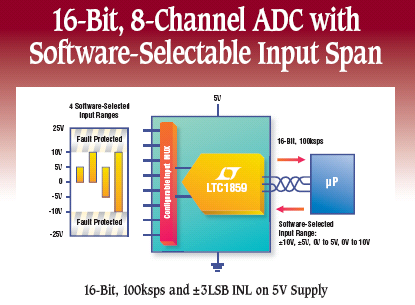 16-Bit, 8-Channel ADC with
Software-Selectable Input Span
4 Software-Selected
Input Ranges
25V
Fault Protected
10V
5V
0
-5V
-10V
Fault Protected
-25V
5V
Configurable Input MUX
LTC1859
16-Bit, 100ksps
µP
Software-Selected
Input Range:
±10V, ±5V, 0V to 5V, 0V to 10V
16-Bit, 100ksps and ±3LSB INL on 5V Supply